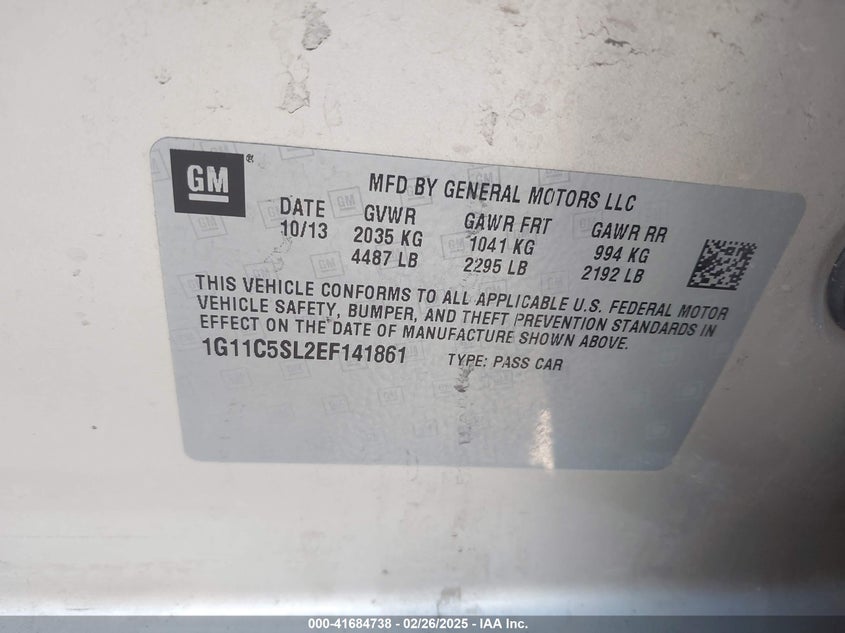 GM
MFD BY GENERAL MOTORS LLC
DATE GVWR GAWR FRT GAWR RR
10/13 2035 KG 1041 KG 994 KG
4487 LB 2295 LB 2192 LB
THIS VEHICLE CONFORMS TO ALL APPLICABLE U.S. FEDERAL MOTOR
VEHICLE SAFETY, BUMPER, AND THEFT PREVENTION STANDARDS IN
EFFECT ON THE DATE OF MANUFACTURE SHOWN ABOVE.
1G11C5SL2EF141861 TYPE: PASS CAR
000-41684738 - 02/26/2025 - IAA Inc.